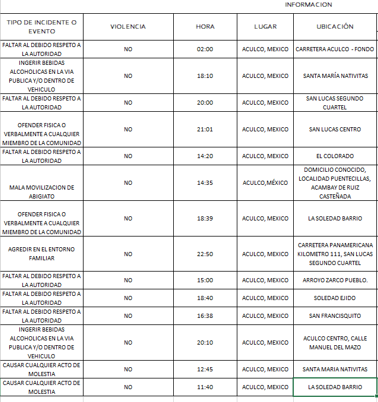 INFORMACION
TIPO DE INCIDENTE O EVENTO VIOLENCIA HORA LUGAR UBICACIÓN
FALTAR AL DEBIDO RESPETO A LA AUTORIDAD NO 02:00 ACULCO, MEXICO CARRETERA ACULCO - FONDO
INGERIR BEBIDAS ALCOHOLICAS EN LA VIA PUBLICA Y/O DENTRO DE VEHICULO NO 18:10 ACULCO, MEXICO SANTA MARÍA NATIVITAS
FALTAR AL DEBIDO RESPETO A LA AUTORIDAD NO 20:00 ACULCO, MEXICO SAN LUCAS SEGUNDO CUARTEL
OFENDER FISICA O VERBALMENTE A CUALQUIER MIEMBRO DE LA COMUNIDAD NO 21:01 ACULCO, MEXICO SAN LUCAS CENTRO
FALTAR AL DEBIDO RESPETO A LA AUTORIDAD NO 14:20 ACULCO, MEXICO EL COLORADO
MALA MOVILIZACION DE ABIGIATO NO 14:35 ACULCO,MÉXICO DOMICILIO CONOCIDO, LOCALIDAD PUENTECILLAS, ACAMBAY DE RUIZ CASTEÑADA
OFENDER FISICA O VERBALMENTE A CUALQUIER MIEMBRO DE LA COMUNIDAD NO 18:39 ACULCO, MEXICO LA SOLEDAD BARRIO
AGREDIR EN EL ENTORNO FAMILIAR NO 22:50 ACULCO, MEXICO CARRETERA PANAMERICANA KILOMETRO 111, SAN LUCAS SEGUNDO CUARTEL
FALTAR AL DEBIDO RESPETO A LA AUTORIDAD NO 15:00 ACULCO, MEXICO ARROYO ZARCO PUEBLO.
FALTAR AL DEBIDO RESPETO A LA AUTORIDAD NO 18:40 ACULCO, MEXICO SOLEDAD EJIDO
FALTAR AL DEBIDO RESPETO A LA AUTORIDAD NO 16:38 ACULCO, MEXICO SAN FRANCISQUITO
INGERIR BEBIDAS ALCOHOLICAS EN LA VIA PUBLICA Y/O DENTRO DE VEHICULO NO 20:10 ACULCO, MEXICO ACULCO CENTRO, CALLE MANUEL DEL MAZO
CAUSAR CUALQUIER ACTO DE MOLESTIA NO 12:45 ACULCO, MEXICO SANTA MARIA NATIVITAS
CAUSAR CUALQUIER ACTO DE MOLESTIA NO 11:40 ACULCO, MEXICO LA SOLEDAD BARRIO